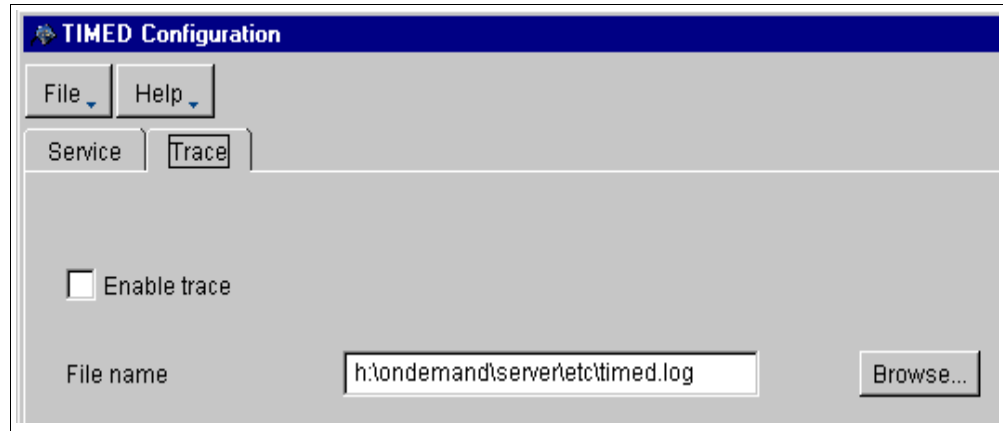 TIMED Configuration
File Help
Service Trace
Enable trace
File name h:\ondemand\server\etc\timed.log Browse...